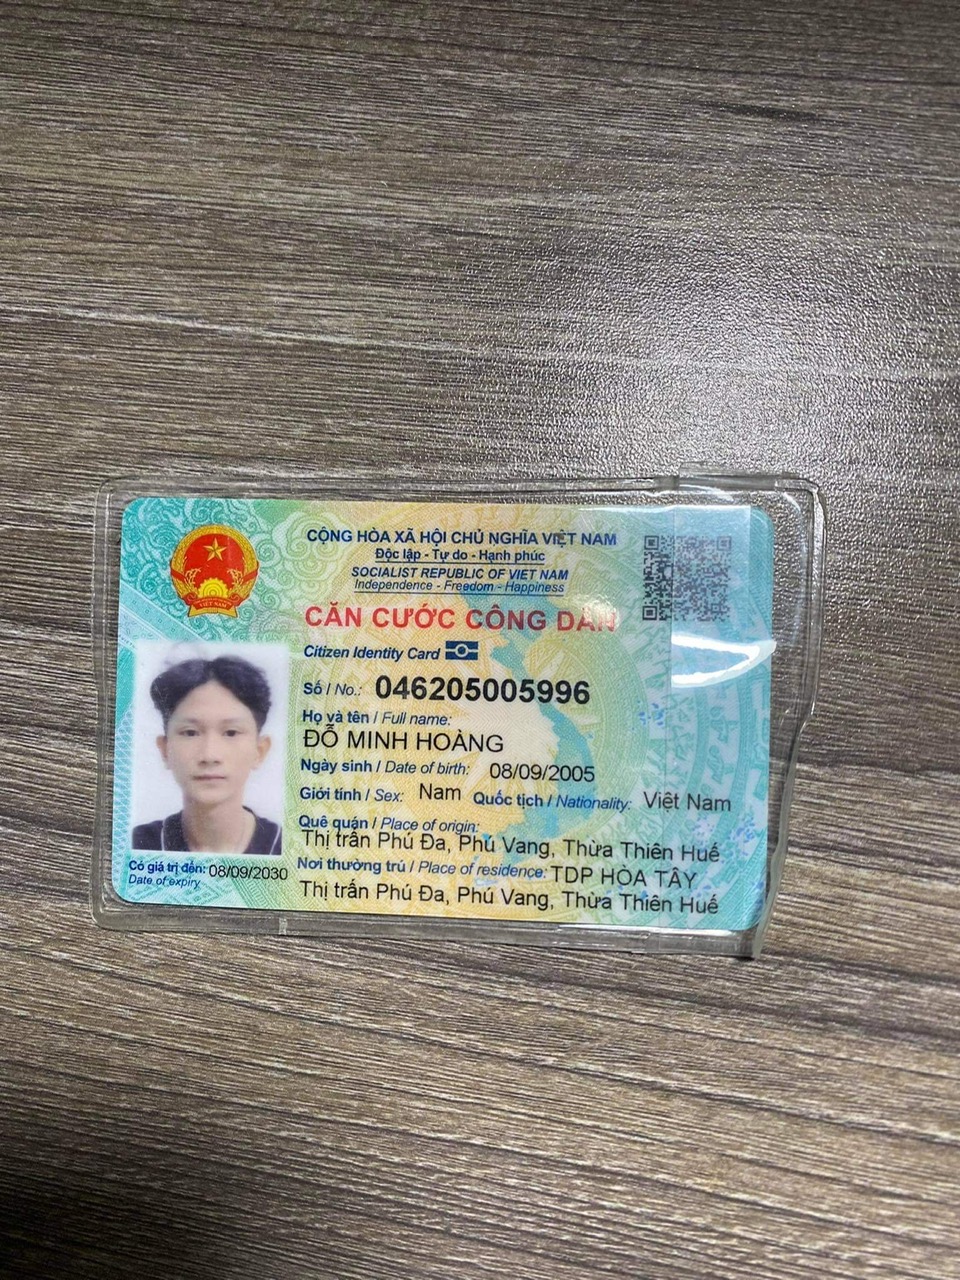 CỘNG HÒA XÃ HỘI CHỦ NGHĨA VIỆT NAM
Độc lập - Tự do - Hạnh phúc
SOCIALIST REPUBLIC OF VIET NAM
Independence - Freedom - Happiness
CĂN CƯỚC CÔNG DÂN
Citizen Identity Card
Số / No.: 046205005996
Họ và tên / Full name:
ĐỖ MINH HOÀNG
Ngày sinh / Date of birth: 08/09/2005
Giới tính / Sex: Nam Quốc tịch / Nationality: Việt Nam
Quê quán / Place of origin:
Thị trấn Phú Đa, Phú Vang, Thừa Thiên Huế
Nơi thường trú / Place of residence: TDP HÒA TÂY
Thị trấn Phú Đa, Phú Vang, Thừa Thiên Huế
Có giá trị đến: 08/09/2030
Date of expiry
VIỆT NAM